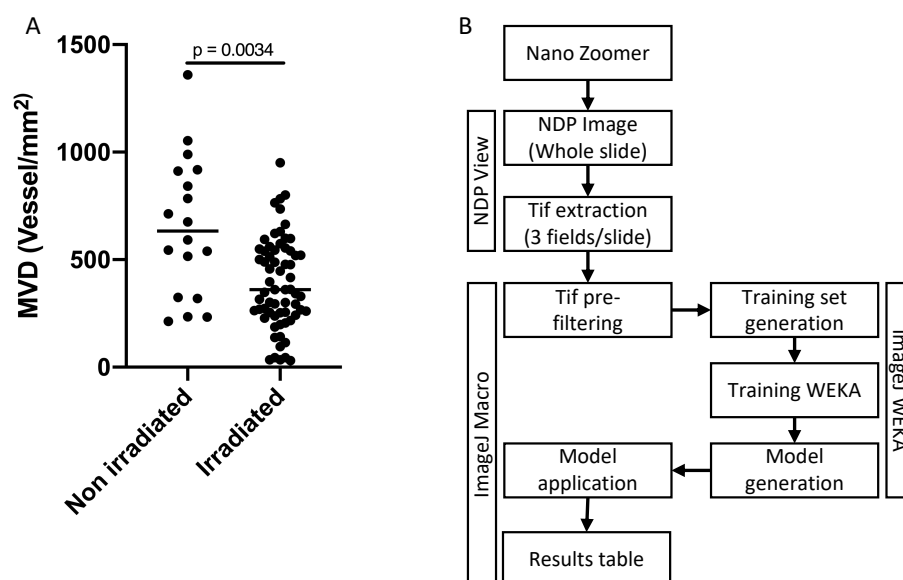 A
p = 0.0034
MVD (Vessel/mm²)
1500
1000
500
0
Non irradiated
Irradiated
B
Nano Zoomer
NDP View
NDP Image
(Whole slide)
Tif extraction
(3 fields/slide)
ImageJ Macro
Tif pre-
filtering
Training set
generation
ImageJ WEKA
Training WEKA
Model
application
Model
generation
Results table